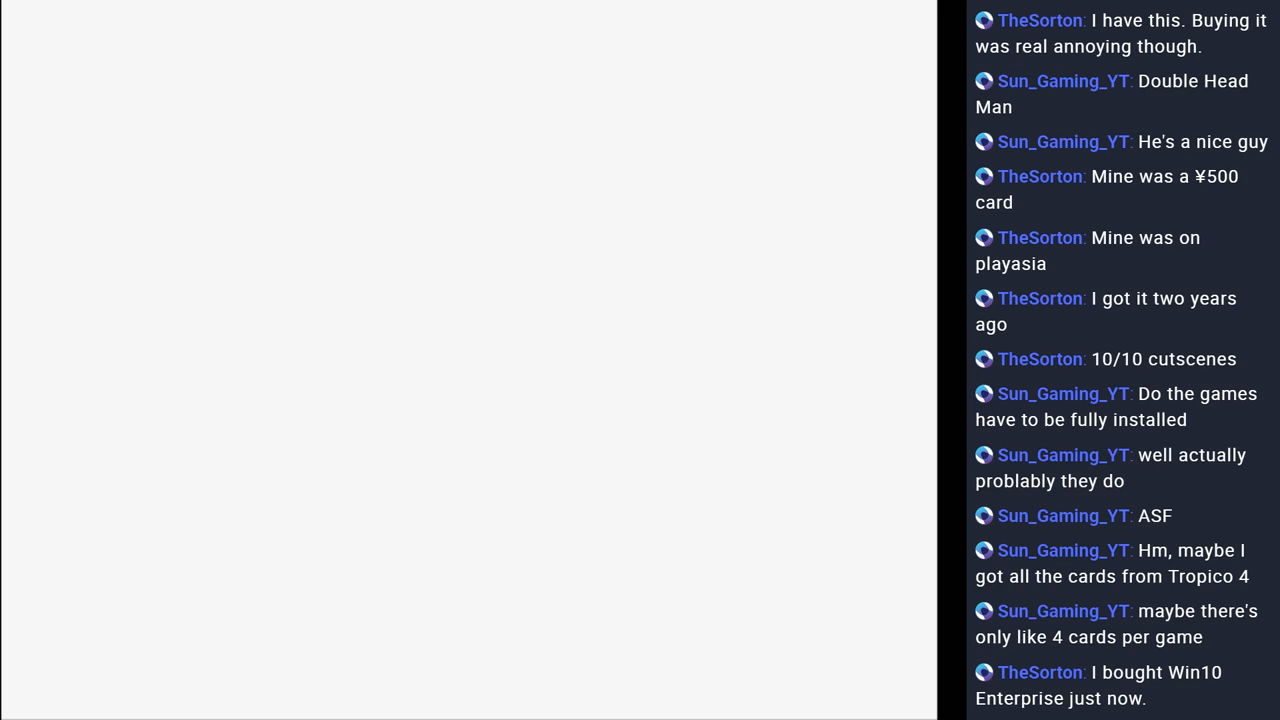 TheSorton: I have this. Buying it
was real annoying though.
Sun_Gaming_YT: Double Head
Man
Sun_Gaming_YT: He's a nice guy
TheSorton: Mine was a ¥500
card
TheSorton: Mine was on
playasia
TheSorton: I got it two years
ago
TheSorton: 10/10 cutscenes
Sun_Gaming_YT: Do the games
have to be fully installed
Sun_Gaming_YT: well actually
problably they do
Sun_Gaming_YT: ASF
Sun_Gaming_YT: Hm, maybe I
got all the cards from Tropico 4
Sun_Gaming_YT: maybe there's
only like 4 cards per game
TheSorton: I bought Win10
Enterprise just now.